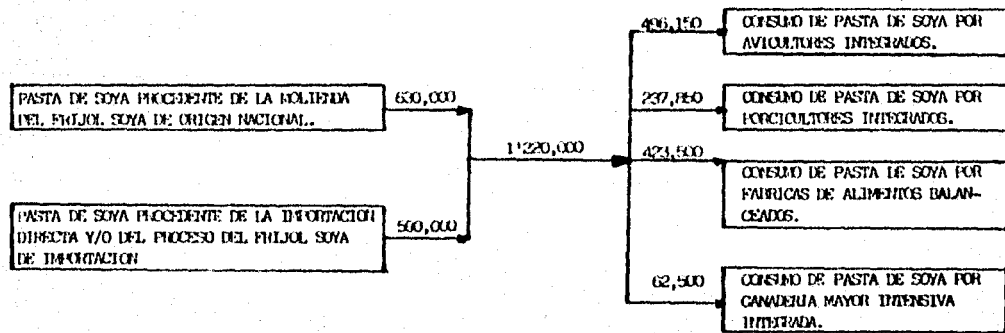 PASTA DE SOYA PROCEDENTE DE LA MOLIENDA
DEL FRIJOL SOYA DE ORIGEN NACIONAL.
630,000
PASTA DE SOYA PROCEDENTE DE LA IMPORTACION
DIRECTA Y/O DEL PROCESO DEL FRIJOL SOYA
DE IMPORTACION
590,000
1'220,000
496,150
CONSUMO DE PASTA DE SOYA POR
AVICULTORES INTEGRADOS.
237,850
CONSUMO DE PASTA DE SOYA POR
PORCICULTORES INTEGRADOS.
423,500
CONSUMO DE PASTA DE SOYA POR
FABRICAS DE ALIMENTOS BALAN-
CEADOS.
62,500
CONSUMO DE PASTA DE SOYA POR
GANADERIA MAYOR INTENSIVA
INTEGRADA.